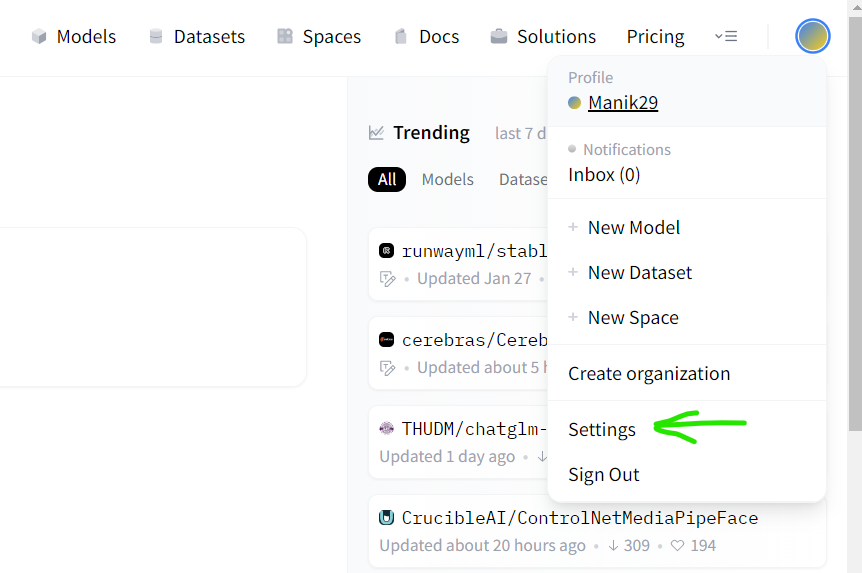 Models Datasets Spaces Docs Solutions Pricing
Profile
Manik29
Notifications
Inbox (0)
+ New Model
+ New Dataset
+ New Space
Create organization
Settings
Sign Out
Trending last 7 d
All Models Datase
runwayml/stabl
• Updated Jan 27 •
cerebras/Cereb
• Updated about 5 h
THUDM/chatglm-
Updated 1 day ago •
CrucibleAI/ControlNetMediaPipeFace
Updated about 20 hours ago • 309 • 194